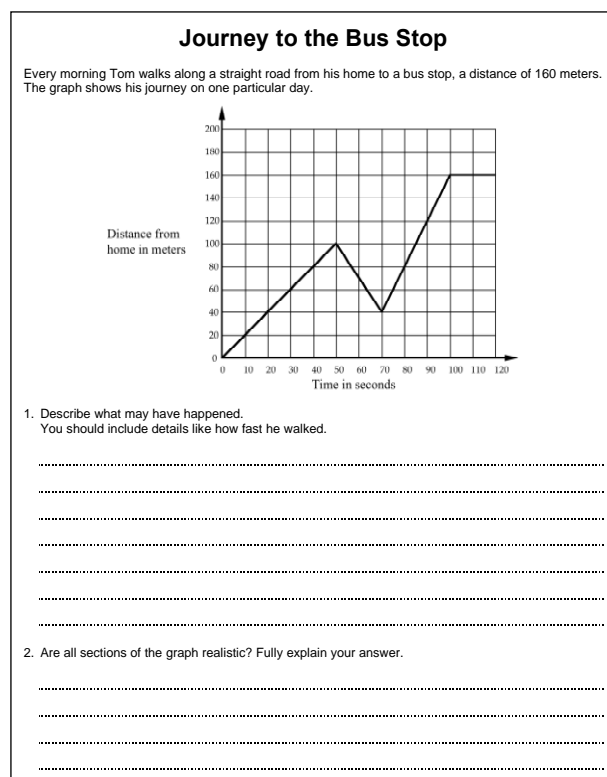 Journey to the Bus Stop
Every morning Tom walks along a straight road from his home to a bus stop, a distance of 160 meters.
The graph shows his journey on one particular day.
200
180
160
140
120
Distance from
home in meters
100
80
60
40
20
0
0 10 20 30 40 50 60 70 80 90 100 110 120
Time in seconds
1. Describe what may have happened.
You should include details like how fast he walked.
2. Are all sections of the graph realistic? Fully explain your answer.